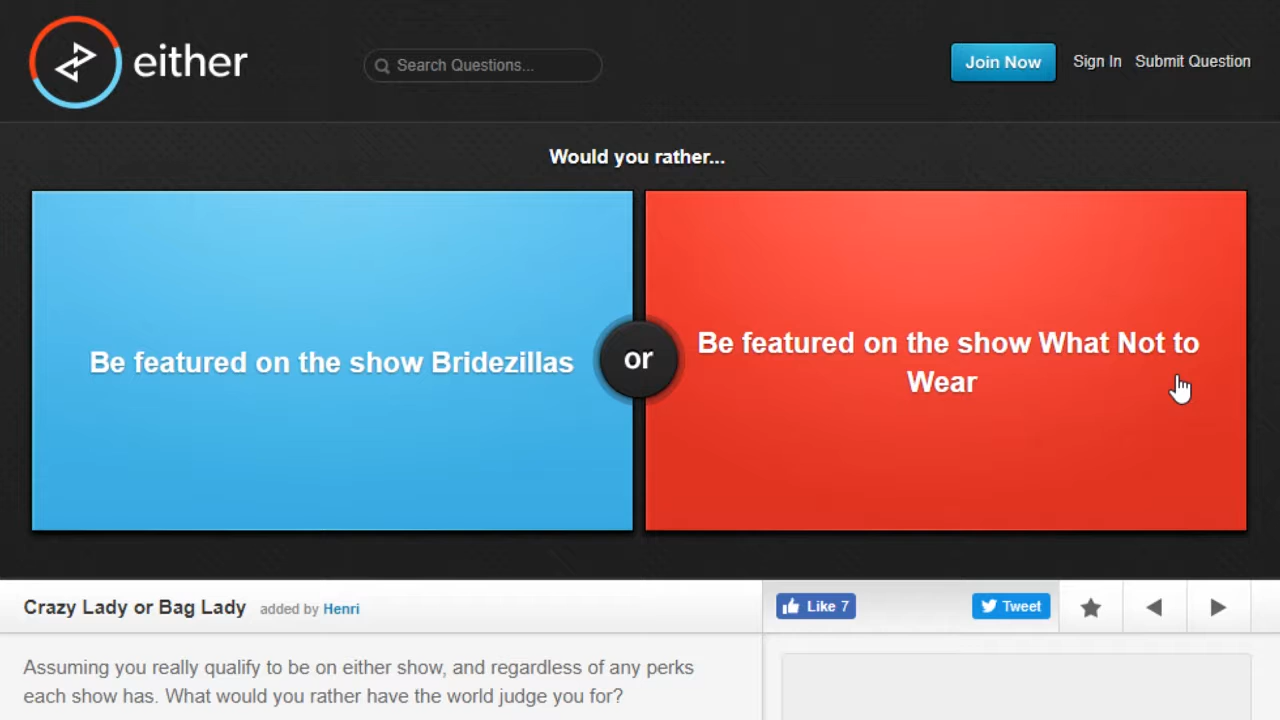 either
Search Questions...
Join Now
Sign In
Submit Question
Would you rather...
Be featured on the show Bridezillas
or
Be featured on the show What Not to
Wear
Crazy Lady or Bag Lady
added by Henri
Like 7
Tweet
Assuming you really qualify to be on either show, and regardless of any perks
each show has. What would you rather have the world judge you for?